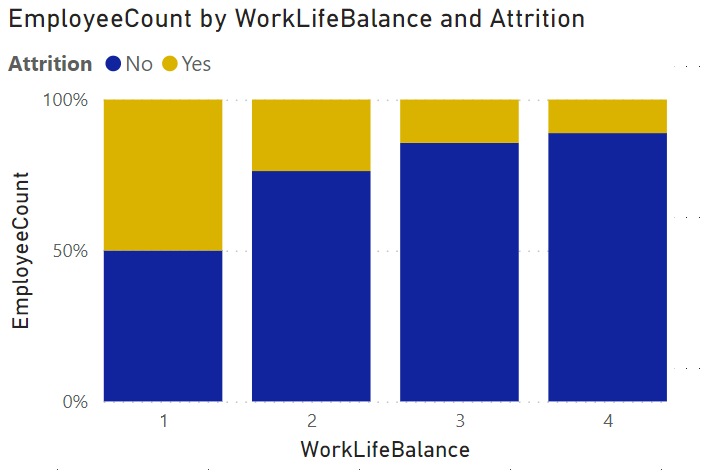 EmployeeCount by WorkLifeBalance and Attrition
Attrition No Yes
100%
50%
0%
EmployeeCount
1 2 3 4
WorkLifeBalance